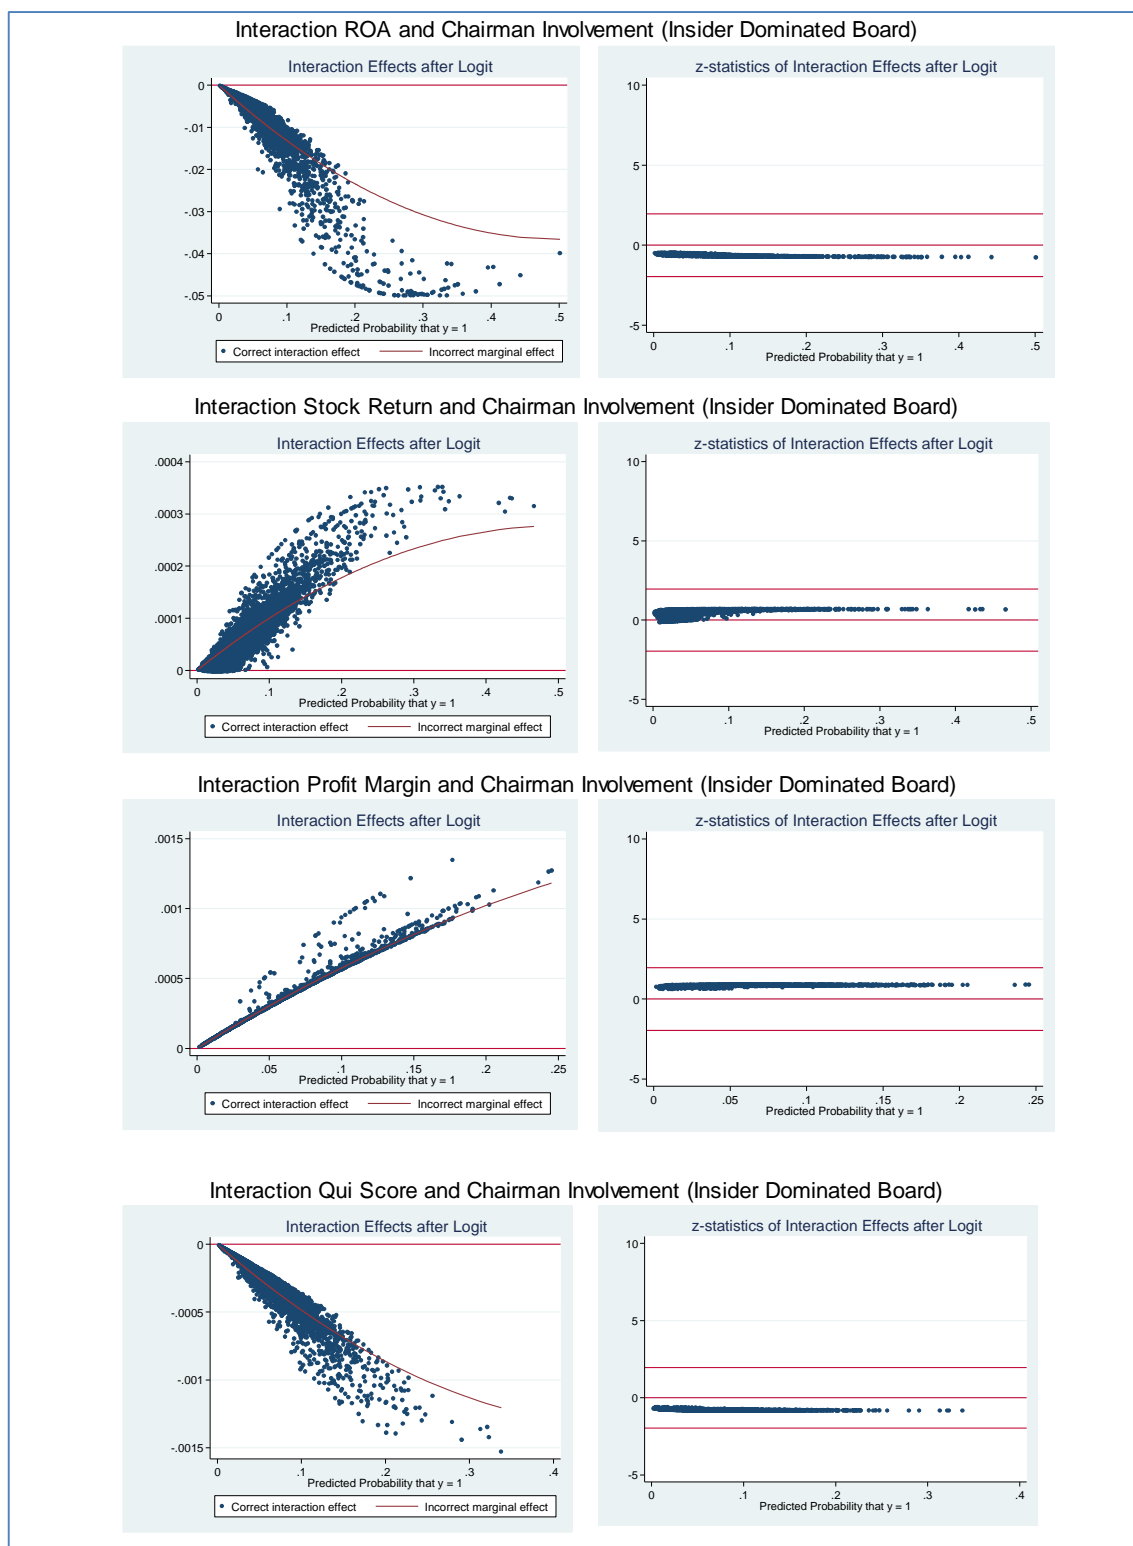 Interaction ROA and Chairman Involvement (Insider Dominated Board)
Interaction Effects after Logit
0
-.01
-.02
-.03
-.04
-.05
0 .1 .2 .3 .4 .5
Predicted Probability that y = 1
Correct interaction effect Incorrect marginal effect
z-statistics of Interaction Effects after Logit
10
5
0
-5
0 .1 .2 .3 .4 .5
Predicted Probability that y = 1
Interaction Stock Return and Chairman Involvement (Insider Dominated Board)
Interaction Effects after Logit
.0004
.0003
.0002
.0001
0
0 .1 .2 .3 .4 .5
Predicted Probability that y = 1
Correct interaction effect Incorrect marginal effect
z-statistics of Interaction Effects after Logit
10
5
0
-5
0 .1 .2 .3 .4 .5
Predicted Probability that y = 1
Interaction Profit Margin and Chairman Involvement (Insider Dominated Board)
Interaction Effects after Logit
.0015
.001
.0005
0
0 .05 .1 .15 .2 .25
Predicted Probability that y = 1
Correct interaction effect Incorrect marginal effect
z-statistics of Interaction Effects after Logit
10
5
0
-5
0 .05 .1 .15 .2 .25
Predicted Probability that y = 1
Interaction Qui Score and Chairman Involvement (Insider Dominated Board)
Interaction Effects after Logit
0
-.0005
-.001
-.0015
0 .1 .2 .3 .4
Predicted Probability that y = 1
Correct interaction effect Incorrect marginal effect
z-statistics of Interaction Effects after Logit
10
5
0
-5
0 .1 .2 .3 .4
Predicted Probability that y = 1